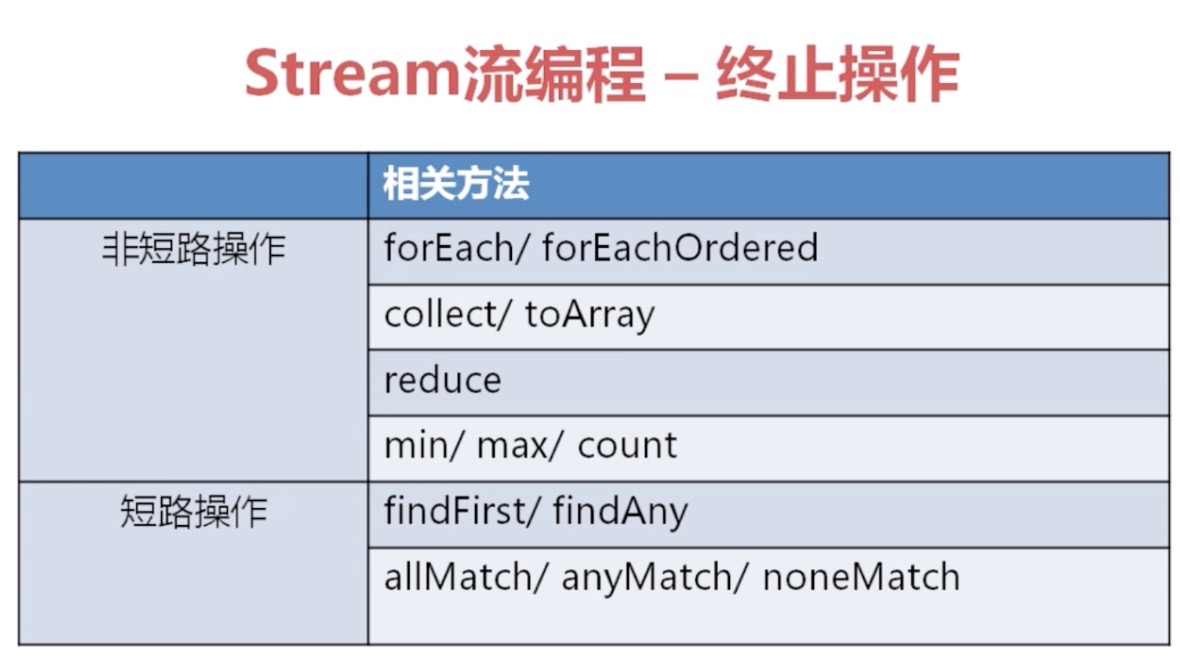 Stream流编程 – 终止操作
相关方法
非短路操作
forEach/ forEachOrdered
collect/ toArray
reduce
min/ max/ count
短路操作
findFirst/ findAny
allMatch/ anyMatch/ noneMatch